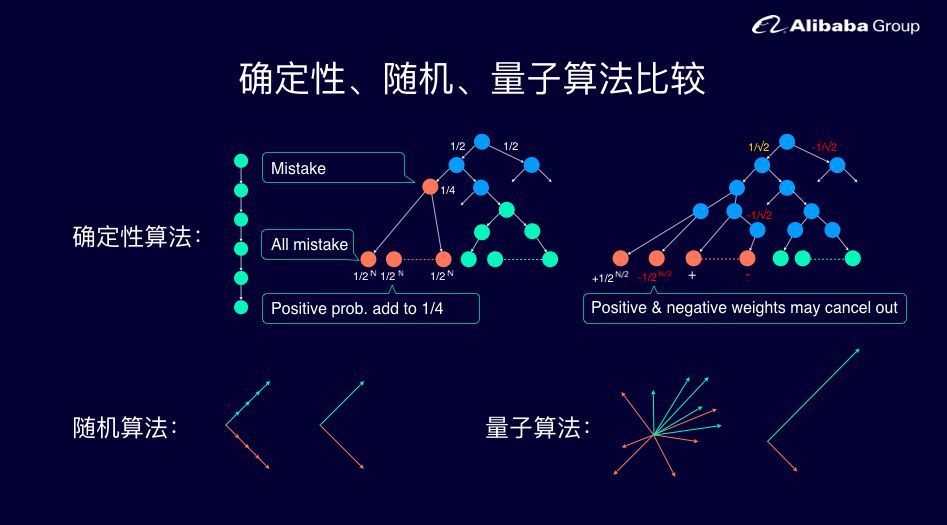 Alibaba Group
确定性、随机、量子算法比较
1/2 1/2
1/√2 -1/√2
Mistake
1/4
-1/√2
确定性算法：
All mistake
1/2 N 1/2 N 1/2 N
+1/2 N/2 -1/2 N/2 + -
Positive prob. add to 1/4
Positive & negative weights may cancel out
随机算法：
量子算法：